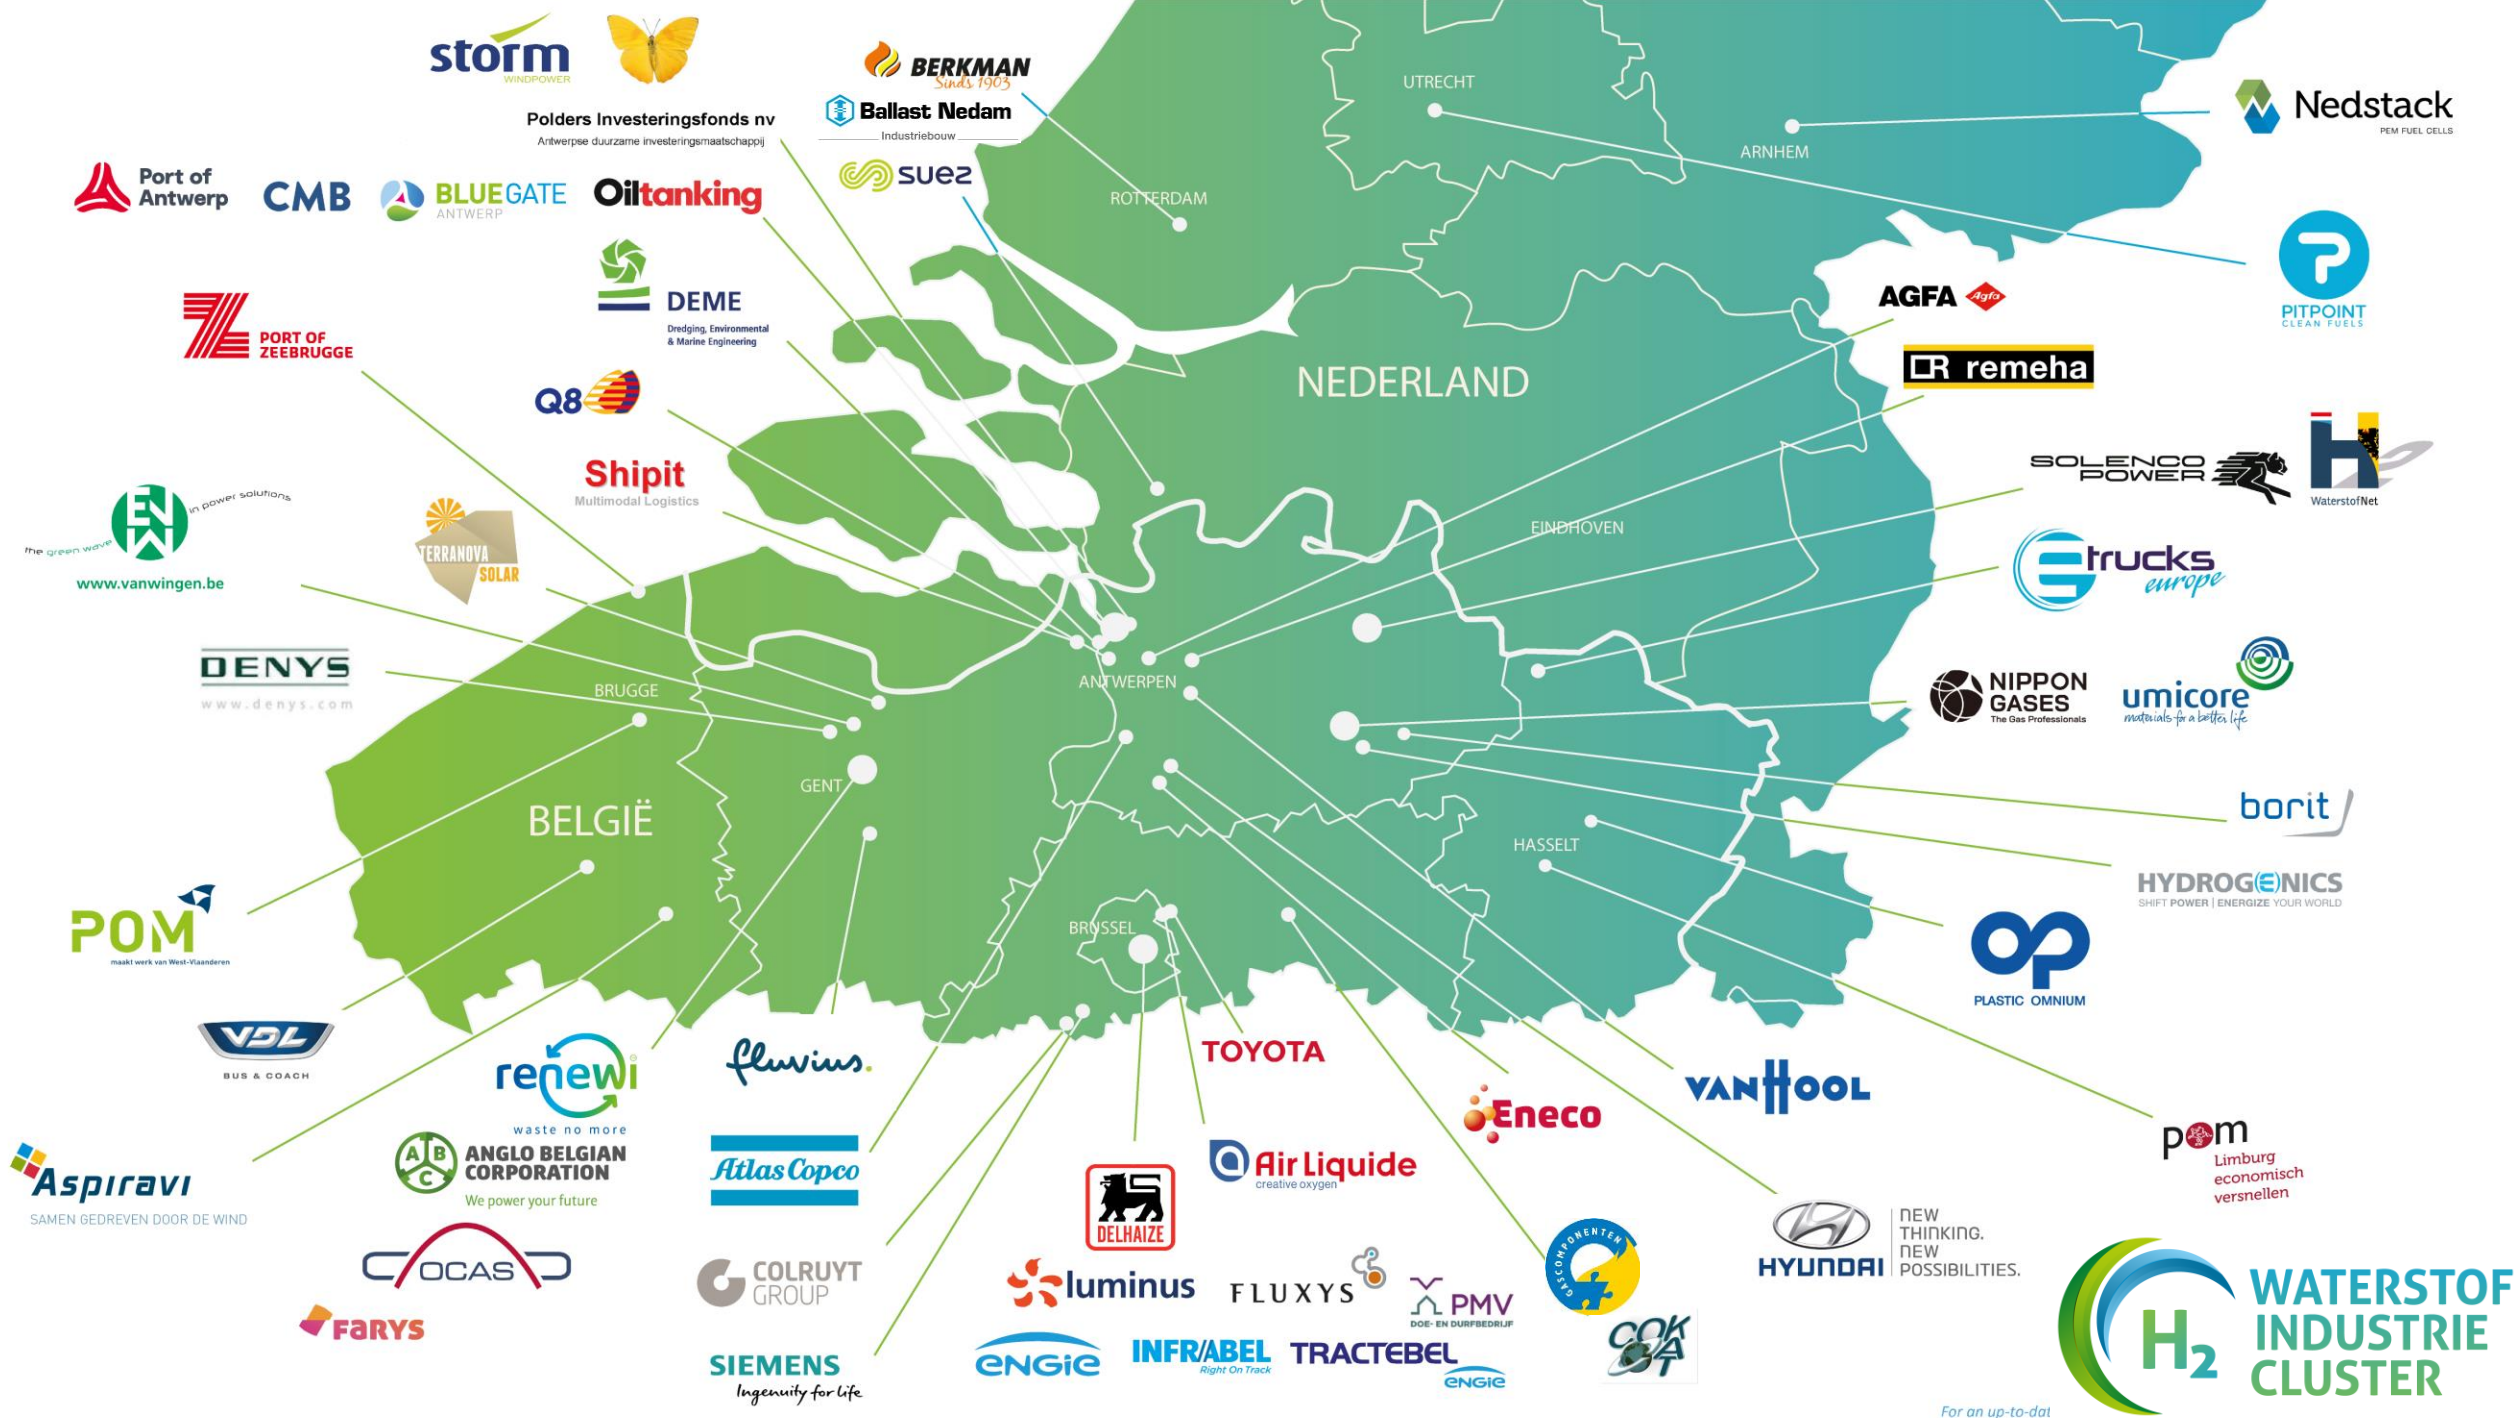 storm
WINDPOWER
Polders Investeringsfonds nv
Antwerpse duurzame investeringsmaatschappij
BERKMAN
Sinds 1903
Ballast Nedam
Industriebouw
suez
Port of
Antwerp
CMB
BLUEGATE
ANTWERP
Oiltanking
DEME
Dredging, Environmental
& Marine Engineering
PORT OF
ZEEBRUGGE
Q8
Shipit
Multimodal Logistics
the green wave
in power solutions
www.vanwingen.be
TERRANOVA
SOLAR
DENYS
www.denys.com
UTRECHT
ARNHEM
ROTTERDAM
NEDERLAND
EINDHOVEN
ANTWERPEN
BRUGGE
GENT
BELGIË
HASSELT
BRUSSEL
Nedstack
PEM FUEL CELLS
PITPOINT
CLEAN FUELS
AGFA
Agfa
remeha
SOLENCO
POWER
WaterstofNet
Etrucks
europe
NIPPON
GASES
The Gas Professionals
umicore
materials for a better life
borit
HYDROGENICS
SHIFT POWER | ENERGIZE YOUR WORLD
PLASTIC OMNIUM
POM
maakt werk van West-Vlaanderen
VDL
BUS & COACH
Aspiravi
SAMEN GEDREVEN DOOR DE WIND
renewi
waste no more
ABC
ANGLO BELGIAN
CORPORATION
We power your future
OCAS
FARYS
fluvius.
Atlas Copco
COLRUYT
GROUP
SIEMENS
Ingenuity for life
TOYOTA
Air Liquide
creative oxygen
DELHAIZE
luminus
FLUXYS
PMV
DOE- EN DURFBEDRIJF
ENGIE
INFRABEL
Right On Track
TRACTEBEL
ENGIE
Eneco
VANHOOL
GASCOMPONENTEN
HYUNDAI
NEW
THINKING.
NEW
POSSIBILITIES.
pom
Limburg
economisch
versnellen
H2
WATERSTOF
INDUSTRIE
CLUSTER
For an up-to-dat